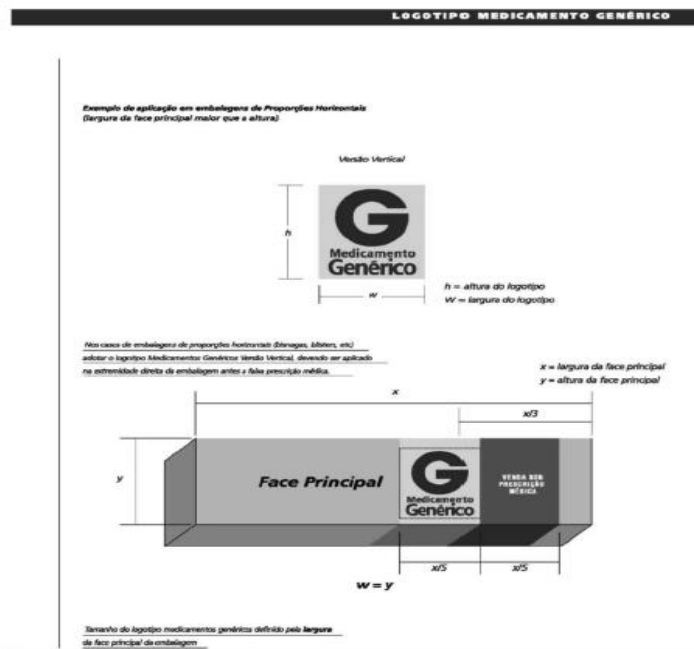 LOGOTIPO MEDICAMENTO GENÉRICO
Exemplo de aplicação em embalagens de Proporções Horizontais
(largura da face principal maior que a altura)
Versão Vertical
h
G
Medicamento
Genérico
w
h = altura do logotipo
W = largura do logotipo
Nos casos de embalagens de proporções horizontais (bisnagas, blisters, etc)
adotar o logotipo Medicamentos Genéricos Versão Vertical, devendo ser aplicado
na extremidade direita da embalagem antes a faixa prescrição médica.
x = largura da face principal
y = altura da face principal
x
x/3
y
Face Principal
G
Medicamento
Genérico
VENDA SOB
PRESCRIÇÃO
MÉDICA
x/5
x/5
w = y
Tamanho do logotipo medicamentos genéricos definido pela largura
da face principal da embalagem